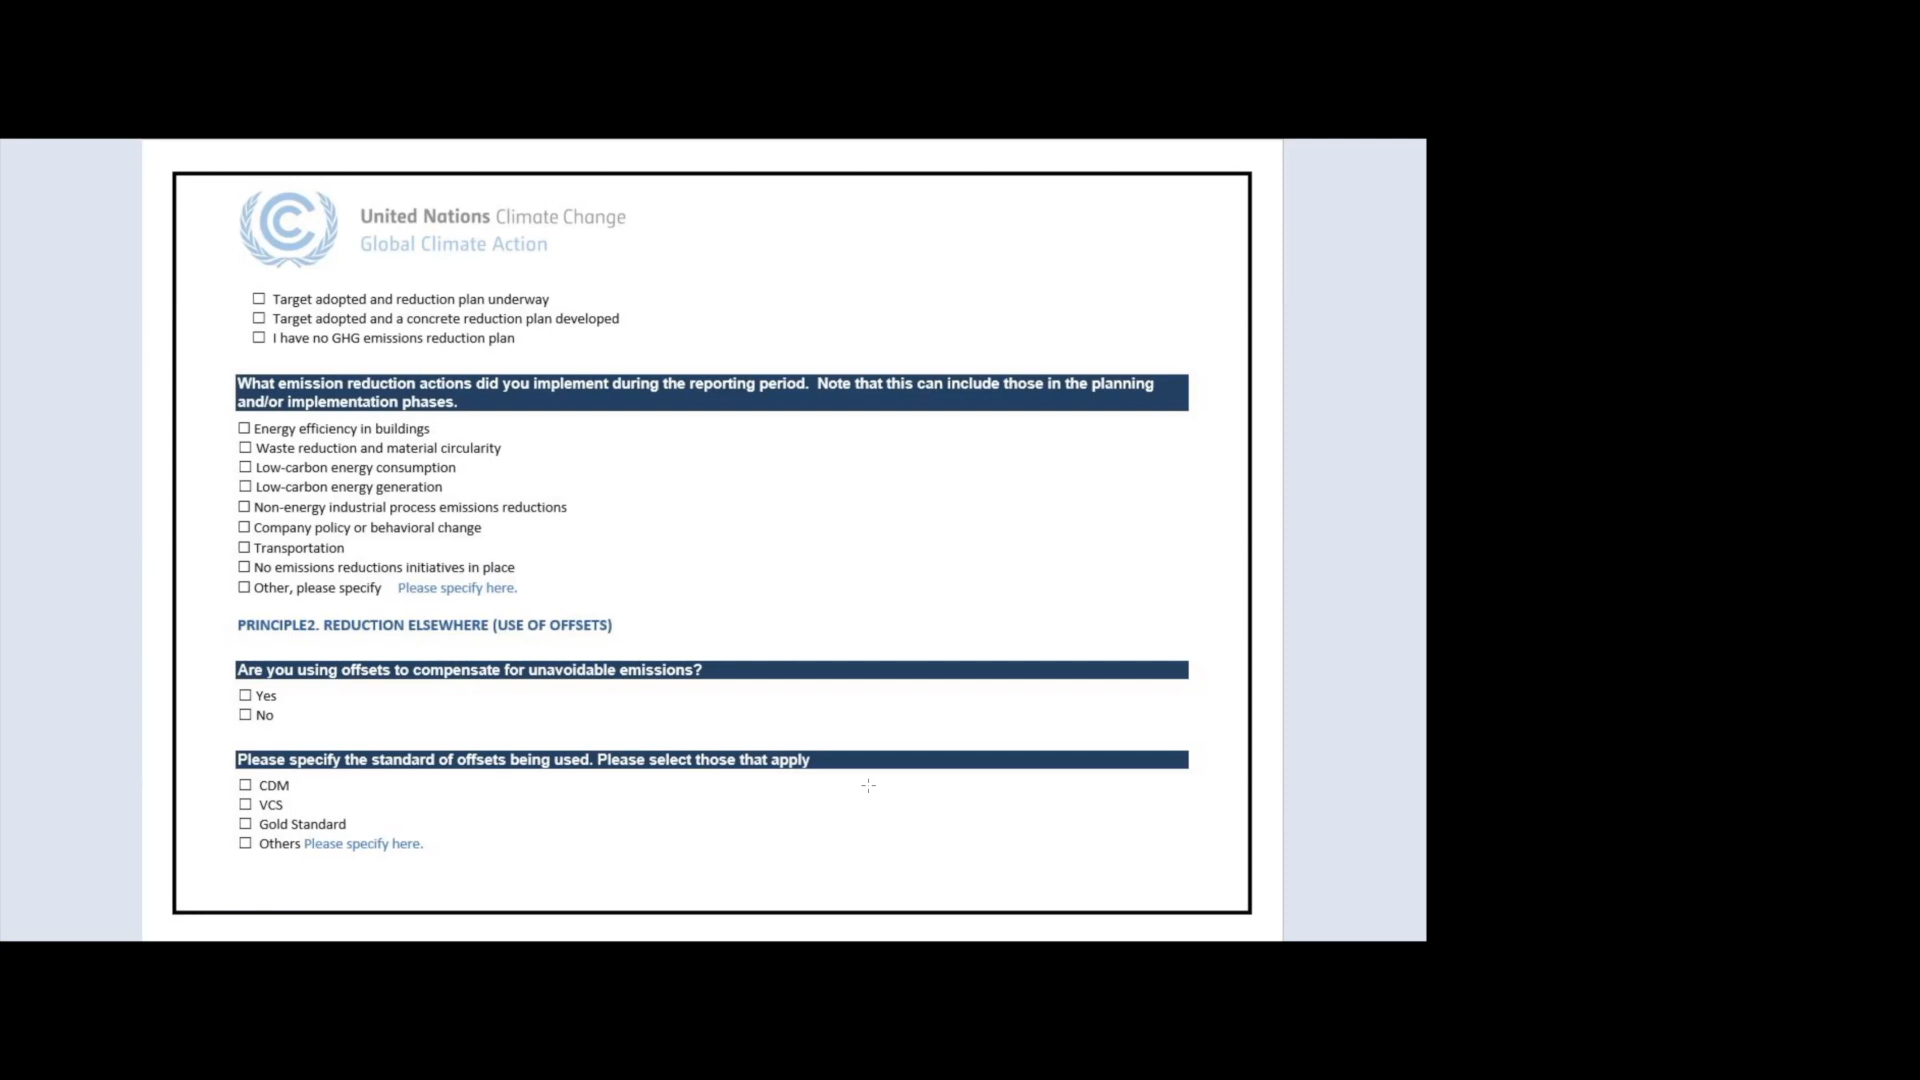 United Nations Climate Change
Global Climate Action
☐ Target adopted and reduction plan underway
☐ Target adopted and a concrete reduction plan developed
☐ I have no GHG emissions reduction plan
What emission reduction actions did you implement during the reporting period.  Note that this can include those in the planning
and/or implementation phases.
☐ Energy efficiency in buildings
☐ Waste reduction and material circularity
☐ Low-carbon energy consumption
☐ Low-carbon energy generation
☐ Non-energy industrial process emissions reductions
☐ Company policy or behavioral change
☐ Transportation
☐ No emissions reductions initiatives in place
☐ Other, please specify Please specify here.
PRINCIPLE2. REDUCTION ELSEWHERE (USE OF OFFSETS)
Are you using offsets to compensate for unavoidable emissions?
☐ Yes
☐ No
Please specify the standard of offsets being used. Please select those that apply
☐ CDM
☐ VCS
☐ Gold Standard
☐ Others Please specify here.